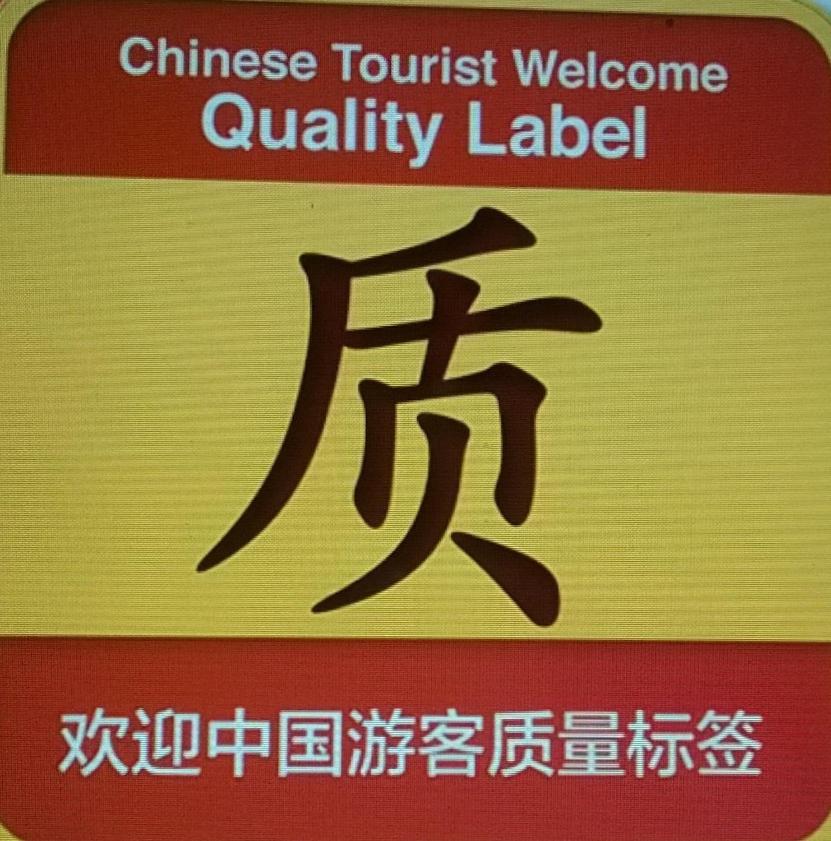 Chinese Tourist Welcome
Quality Label
质
欢迎中国游客质量标签